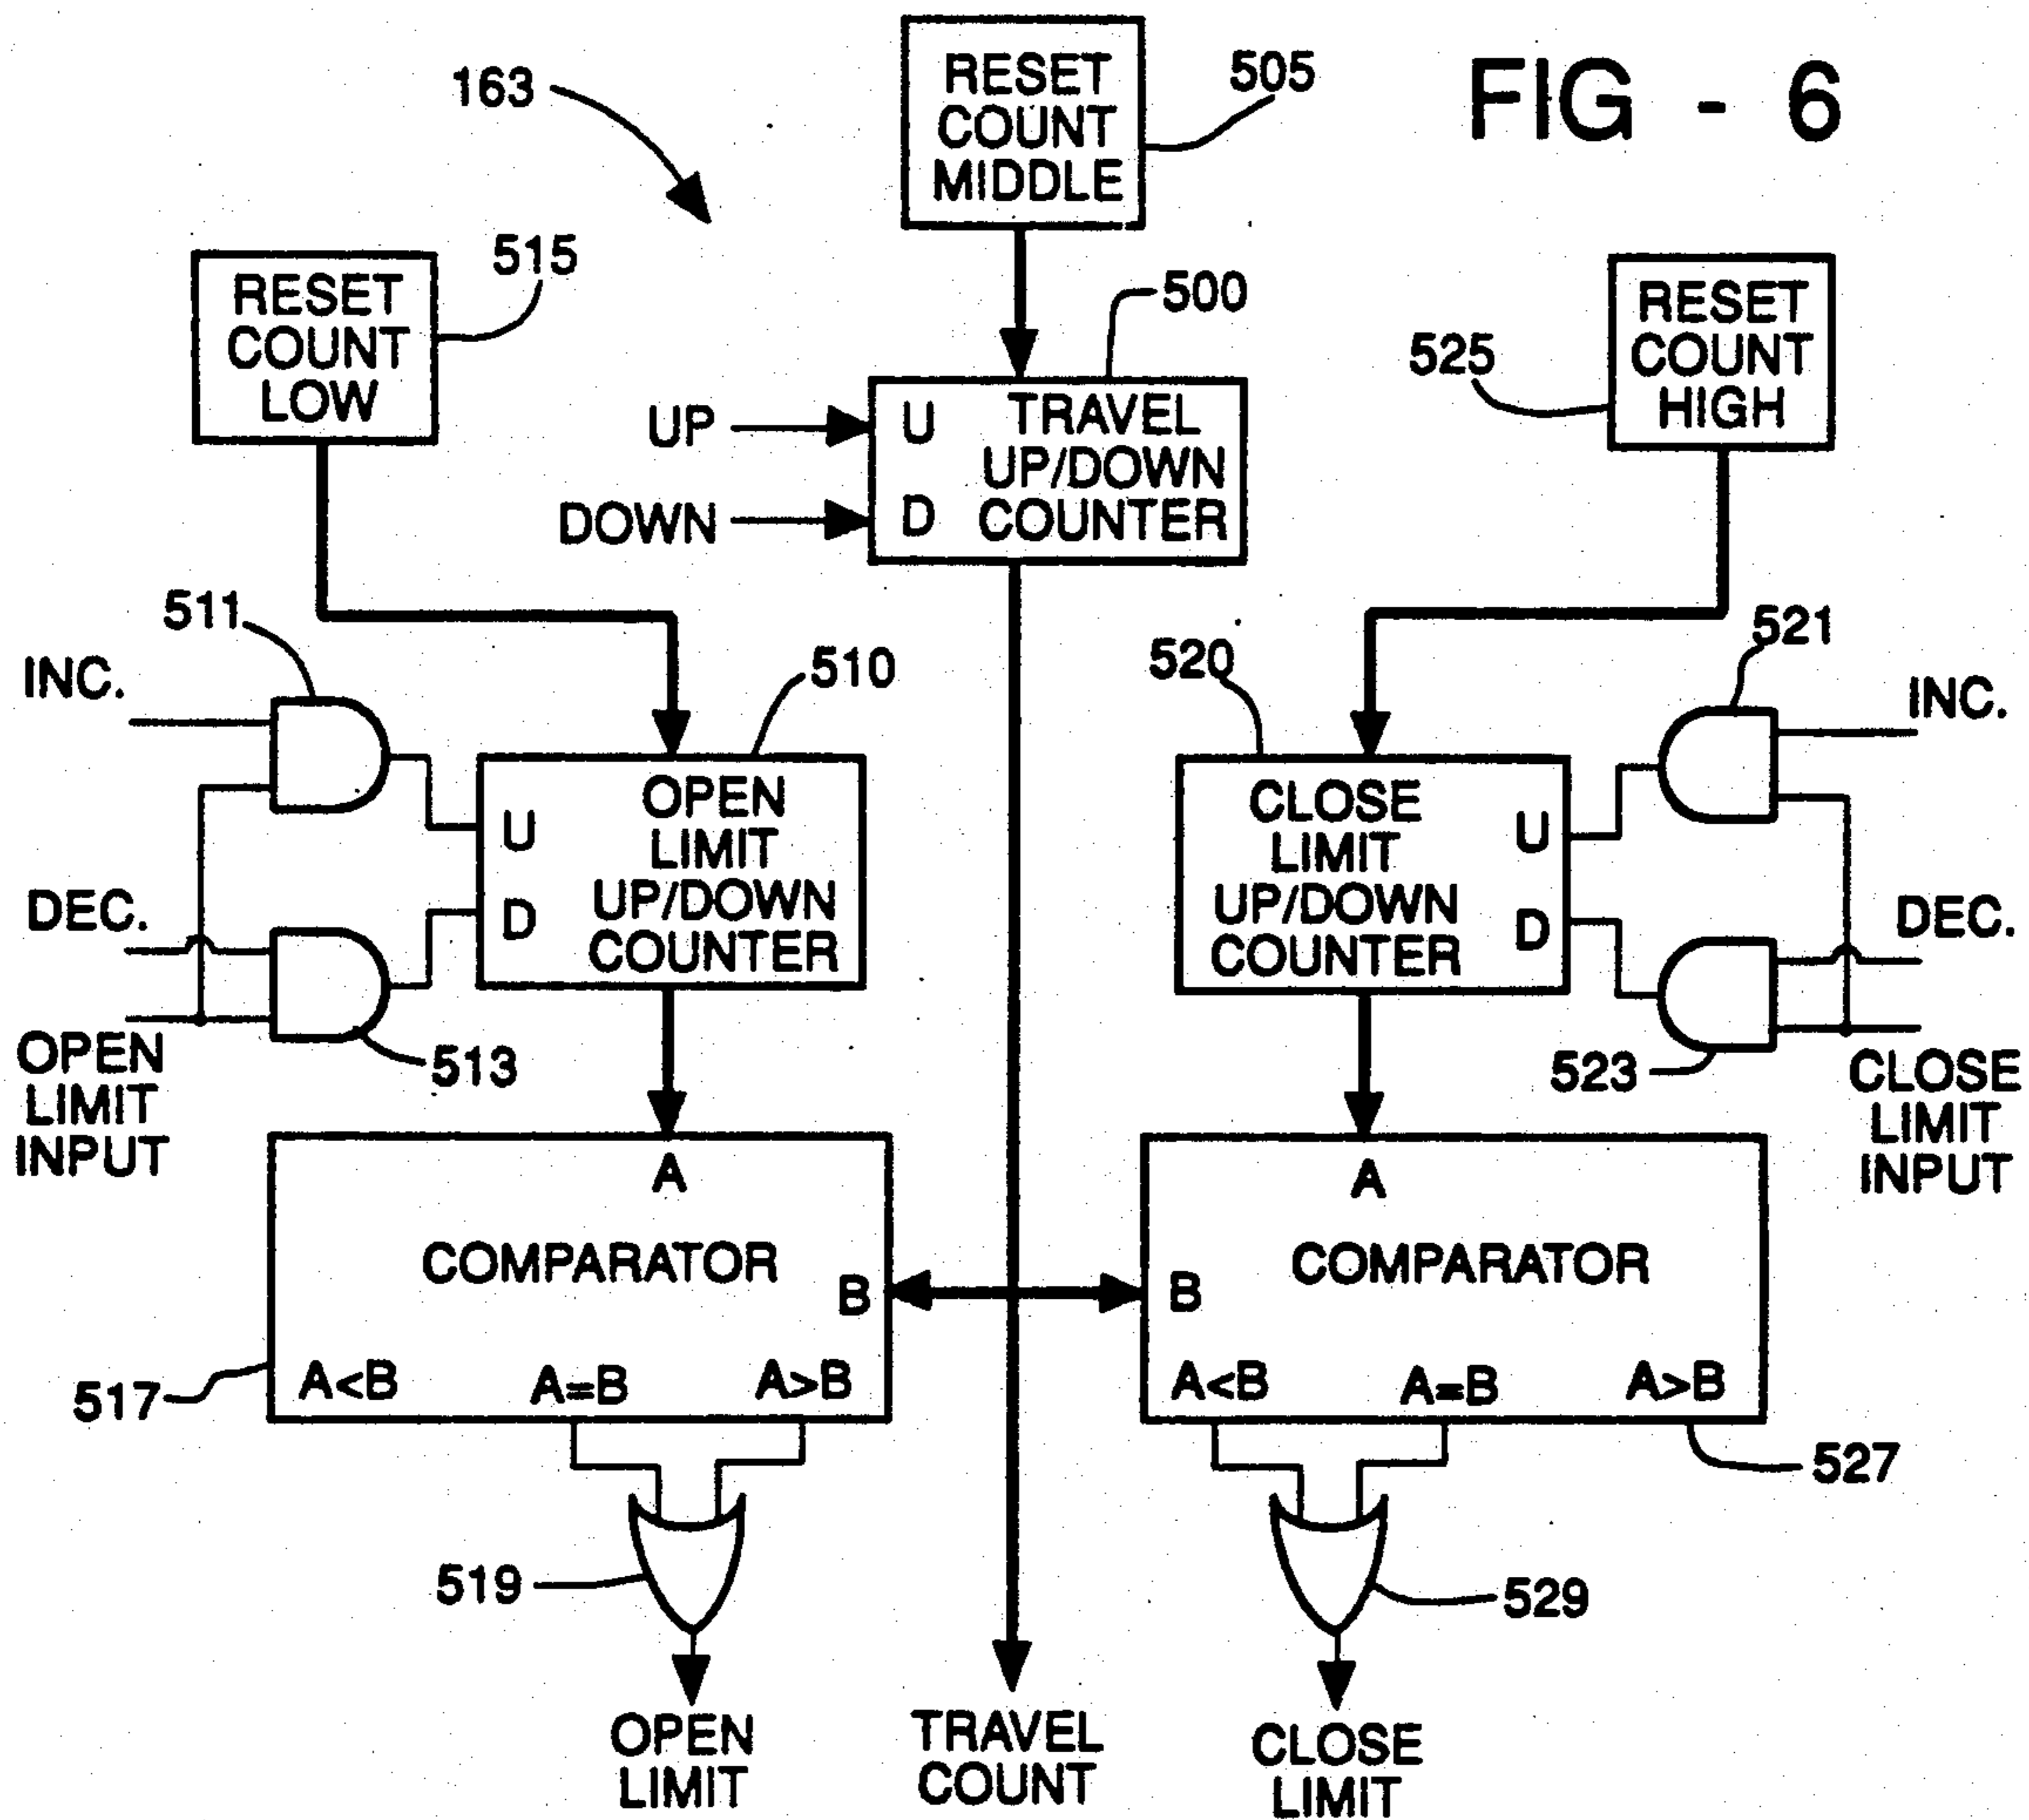 FIG - 6
163
RESET
COUNT
MIDDLE
505
RESET
COUNT
LOW
515
500
RESET
COUNT
HIGH
525
UP
DOWN
U
D
TRAVEL
UP/DOWN
COUNTER
511
INC.
DEC.
OPEN
LIMIT
INPUT
513
510
U
D
OPEN
LIMIT
UP/DOWN
COUNTER
520
CLOSE
LIMIT
UP/DOWN
COUNTER
U
D
521
INC.
DEC.
523
CLOSE
LIMIT
INPUT
A
COMPARATOR
B
A<B
A=B
A>B
517
A
COMPARATOR
B
A<B
A=B
A>B
527
519
529
OPEN
LIMIT
TRAVEL
COUNT
CLOSE
LIMIT